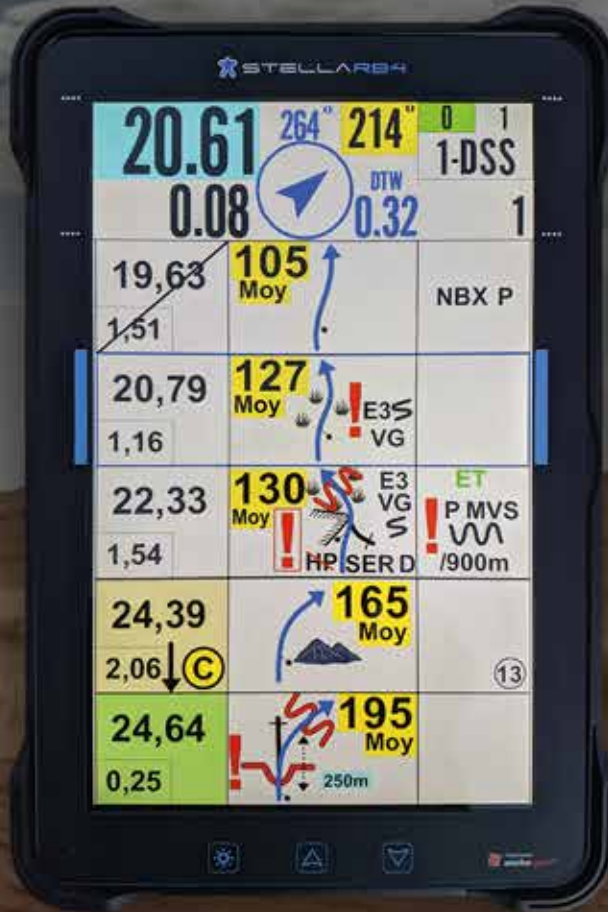 STELLA RB4
20.61 264° 214° 0 1
1-DSS
0.08 DTW 0.32 1
19,63 105 Moy NBX P
1,51
20,79 127 Moy ! E3 S
VG
1,16
22,33 130 Moy E3 ET
VG ! P MVS
S
1,54 ! HP SER D /900m
24,39 165
Moy
2,06 C 13
24,64 195
Moy
0,25 ! 250m